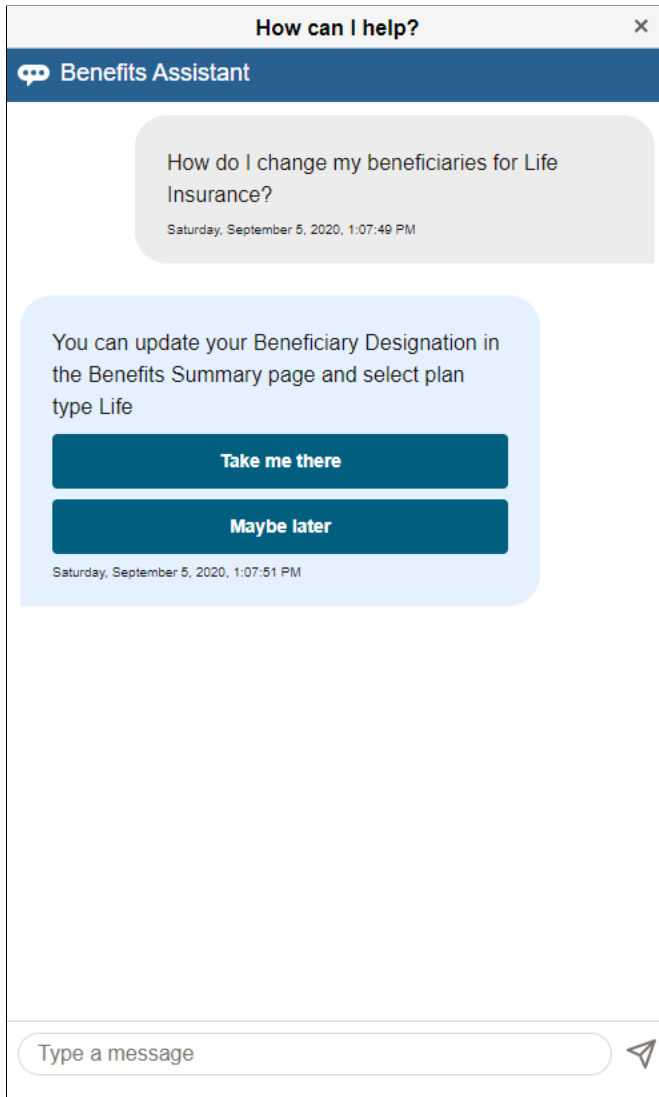 How can I help?
Benefits Assistant
How do I change my beneficiaries for Life
Insurance?
Saturday, September 5, 2020, 1:07:49 PM
You can update your Beneficiary Designation in
the Benefits Summary page and select plan
type Life
Take me there
Maybe later
Saturday, September 5, 2020, 1:07:51 PM
Type a message